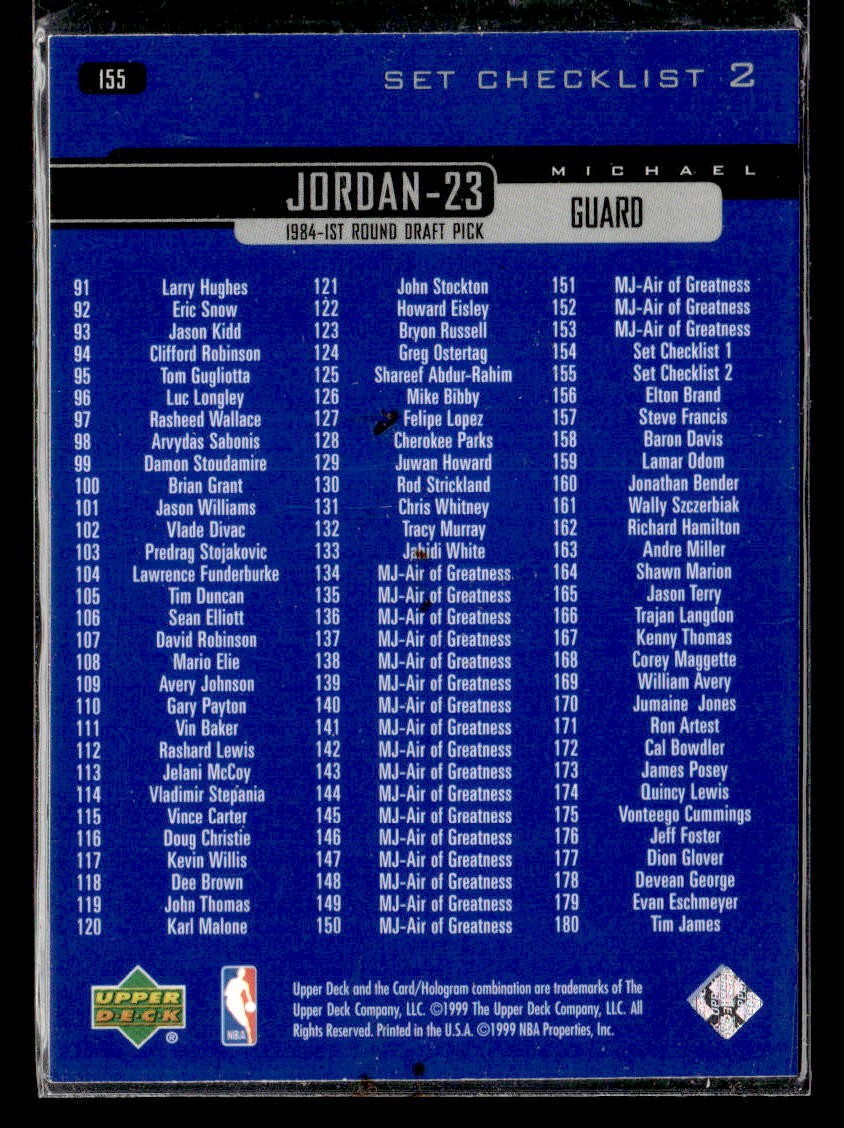 155
SET CHECKLIST 2
MICHAEL
JORDAN-23
GUARD
1984-1ST ROUND DRAFT PICK
91 Larry Hughes
92 Eric Snow
93 Jason Kidd
94 Clifford Robinson
95 Tom Gugliotta
96 Luc Longley
97 Rasheed Wallace
98 Arvydas Sabonis
99 Damon Stoudamire
100 Brian Grant
101 Jason Williams
102 Vlade Divac
103 Predrag Stojakovic
104 Lawrence Funderburke
105 Tim Duncan
106 Sean Elliott
107 David Robinson
108 Mario Elie
109 Avery Johnson
110 Gary Payton
111 Vin Baker
112 Rashard Lewis
113 Jelani McCoy
114 Vladimir Stepania
115 Vince Carter
116 Doug Christie
117 Kevin Willis
118 Dee Brown
119 John Thomas
120 Karl Malone
121 John Stockton
122 Howard Eisley
123 Bryon Russell
124 Greg Ostertag
125 Shareef Abdur-Rahim
126 Mike Bibby
127 Felipe Lopez
128 Cherokee Parks
129 Juwan Howard
130 Rod Strickland
131 Chris Whitney
132 Tracy Murray
133 Jahidi White
134 MJ-Air of Greatness
135 MJ-Air of Greatness
136 MJ-Air of Greatness
137 MJ-Air of Greatness
138 MJ-Air of Greatness
139 MJ-Air of Greatness
140 MJ-Air of Greatness
141 MJ-Air of Greatness
142 MJ-Air of Greatness
143 MJ-Air of Greatness
144 MJ-Air of Greatness
145 MJ-Air of Greatness
146 MJ-Air of Greatness
147 MJ-Air of Greatness
148 MJ-Air of Greatness
149 MJ-Air of Greatness
150 MJ-Air of Greatness
151 MJ-Air of Greatness
152 MJ-Air of Greatness
153 MJ-Air of Greatness
154 Set Checklist 1
155 Set Checklist 2
156 Elton Brand
157 Steve Francis
158 Baron Davis
159 Lamar Odom
160 Jonathan Bender
161 Wally Szczerbiak
162 Richard Hamilton
163 Andre Miller
164 Shawn Marion
165 Jason Terry
166 Trajan Langdon
167 Kenny Thomas
168 Corey Maggette
169 William Avery
170 Jumaine Jones
171 Ron Artest
172 Cal Bowdler
173 James Posey
174 Quincy Lewis
175 Vonteego Cummings
176 Jeff Foster
177 Dion Glover
178 Devean George
179 Evan Eschmeyer
180 Tim James
UPPER
DECK
®
NBA
Upper Deck and the Card/Hologram combination are trademarks of The
Upper Deck Company, LLC. ©1999 The Upper Deck Company, LLC. All
Rights Reserved. Printed in the U.S.A. ©1999 NBA Properties, Inc.